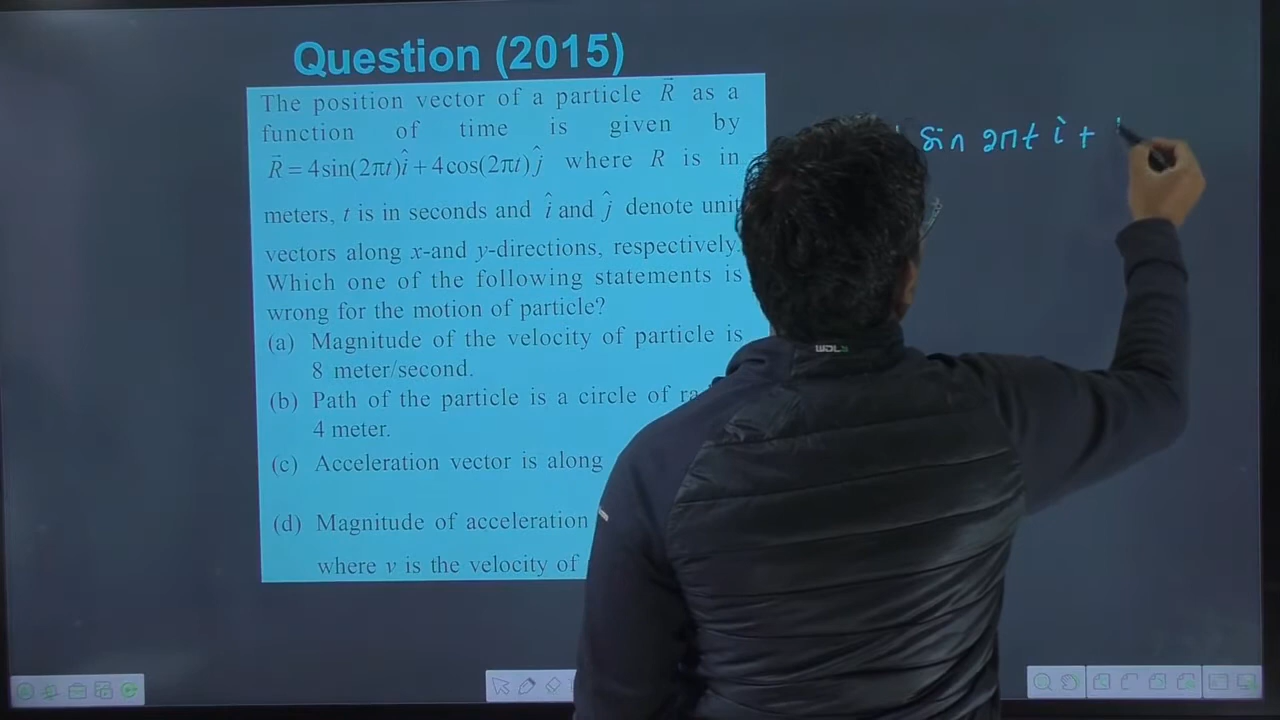 Question (2015)
The position vector of a particle \vec{R} as a
function of time is given by
\vec{R} = 4sin(2πt)î + 4cos(2πt)ĵ where R is in
meters, t is in seconds and î and ĵ denote unit
vectors along x-and y-directions, respectively.
Which one of the following statements is
wrong for the motion of particle?
(a) Magnitude of the velocity of particle is
8 meter/second.
(b) Path of the particle is a circle of
4 meter.
(c) Acceleration vector is along
(d) Magnitude of acceleration
where v is the velocity of
sin 2πt î +